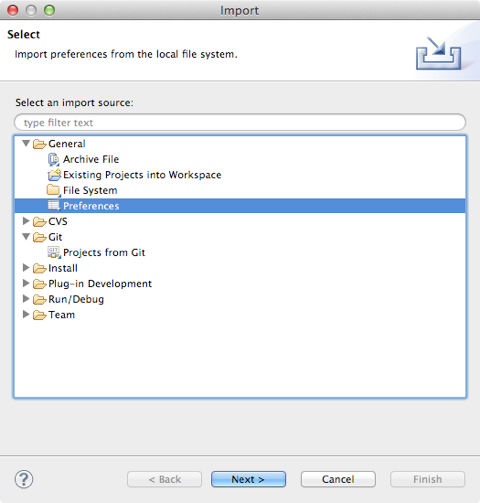 Import
Select
Import preferences from the local file system.
Select an import source:
type filter text
General
Archive File
Existing Projects into Workspace
File System
Preferences
CVS
Git
Projects from Git
Install
Plug-in Development
Run/Debug
Team
?
< Back
Next >
Cancel
Finish